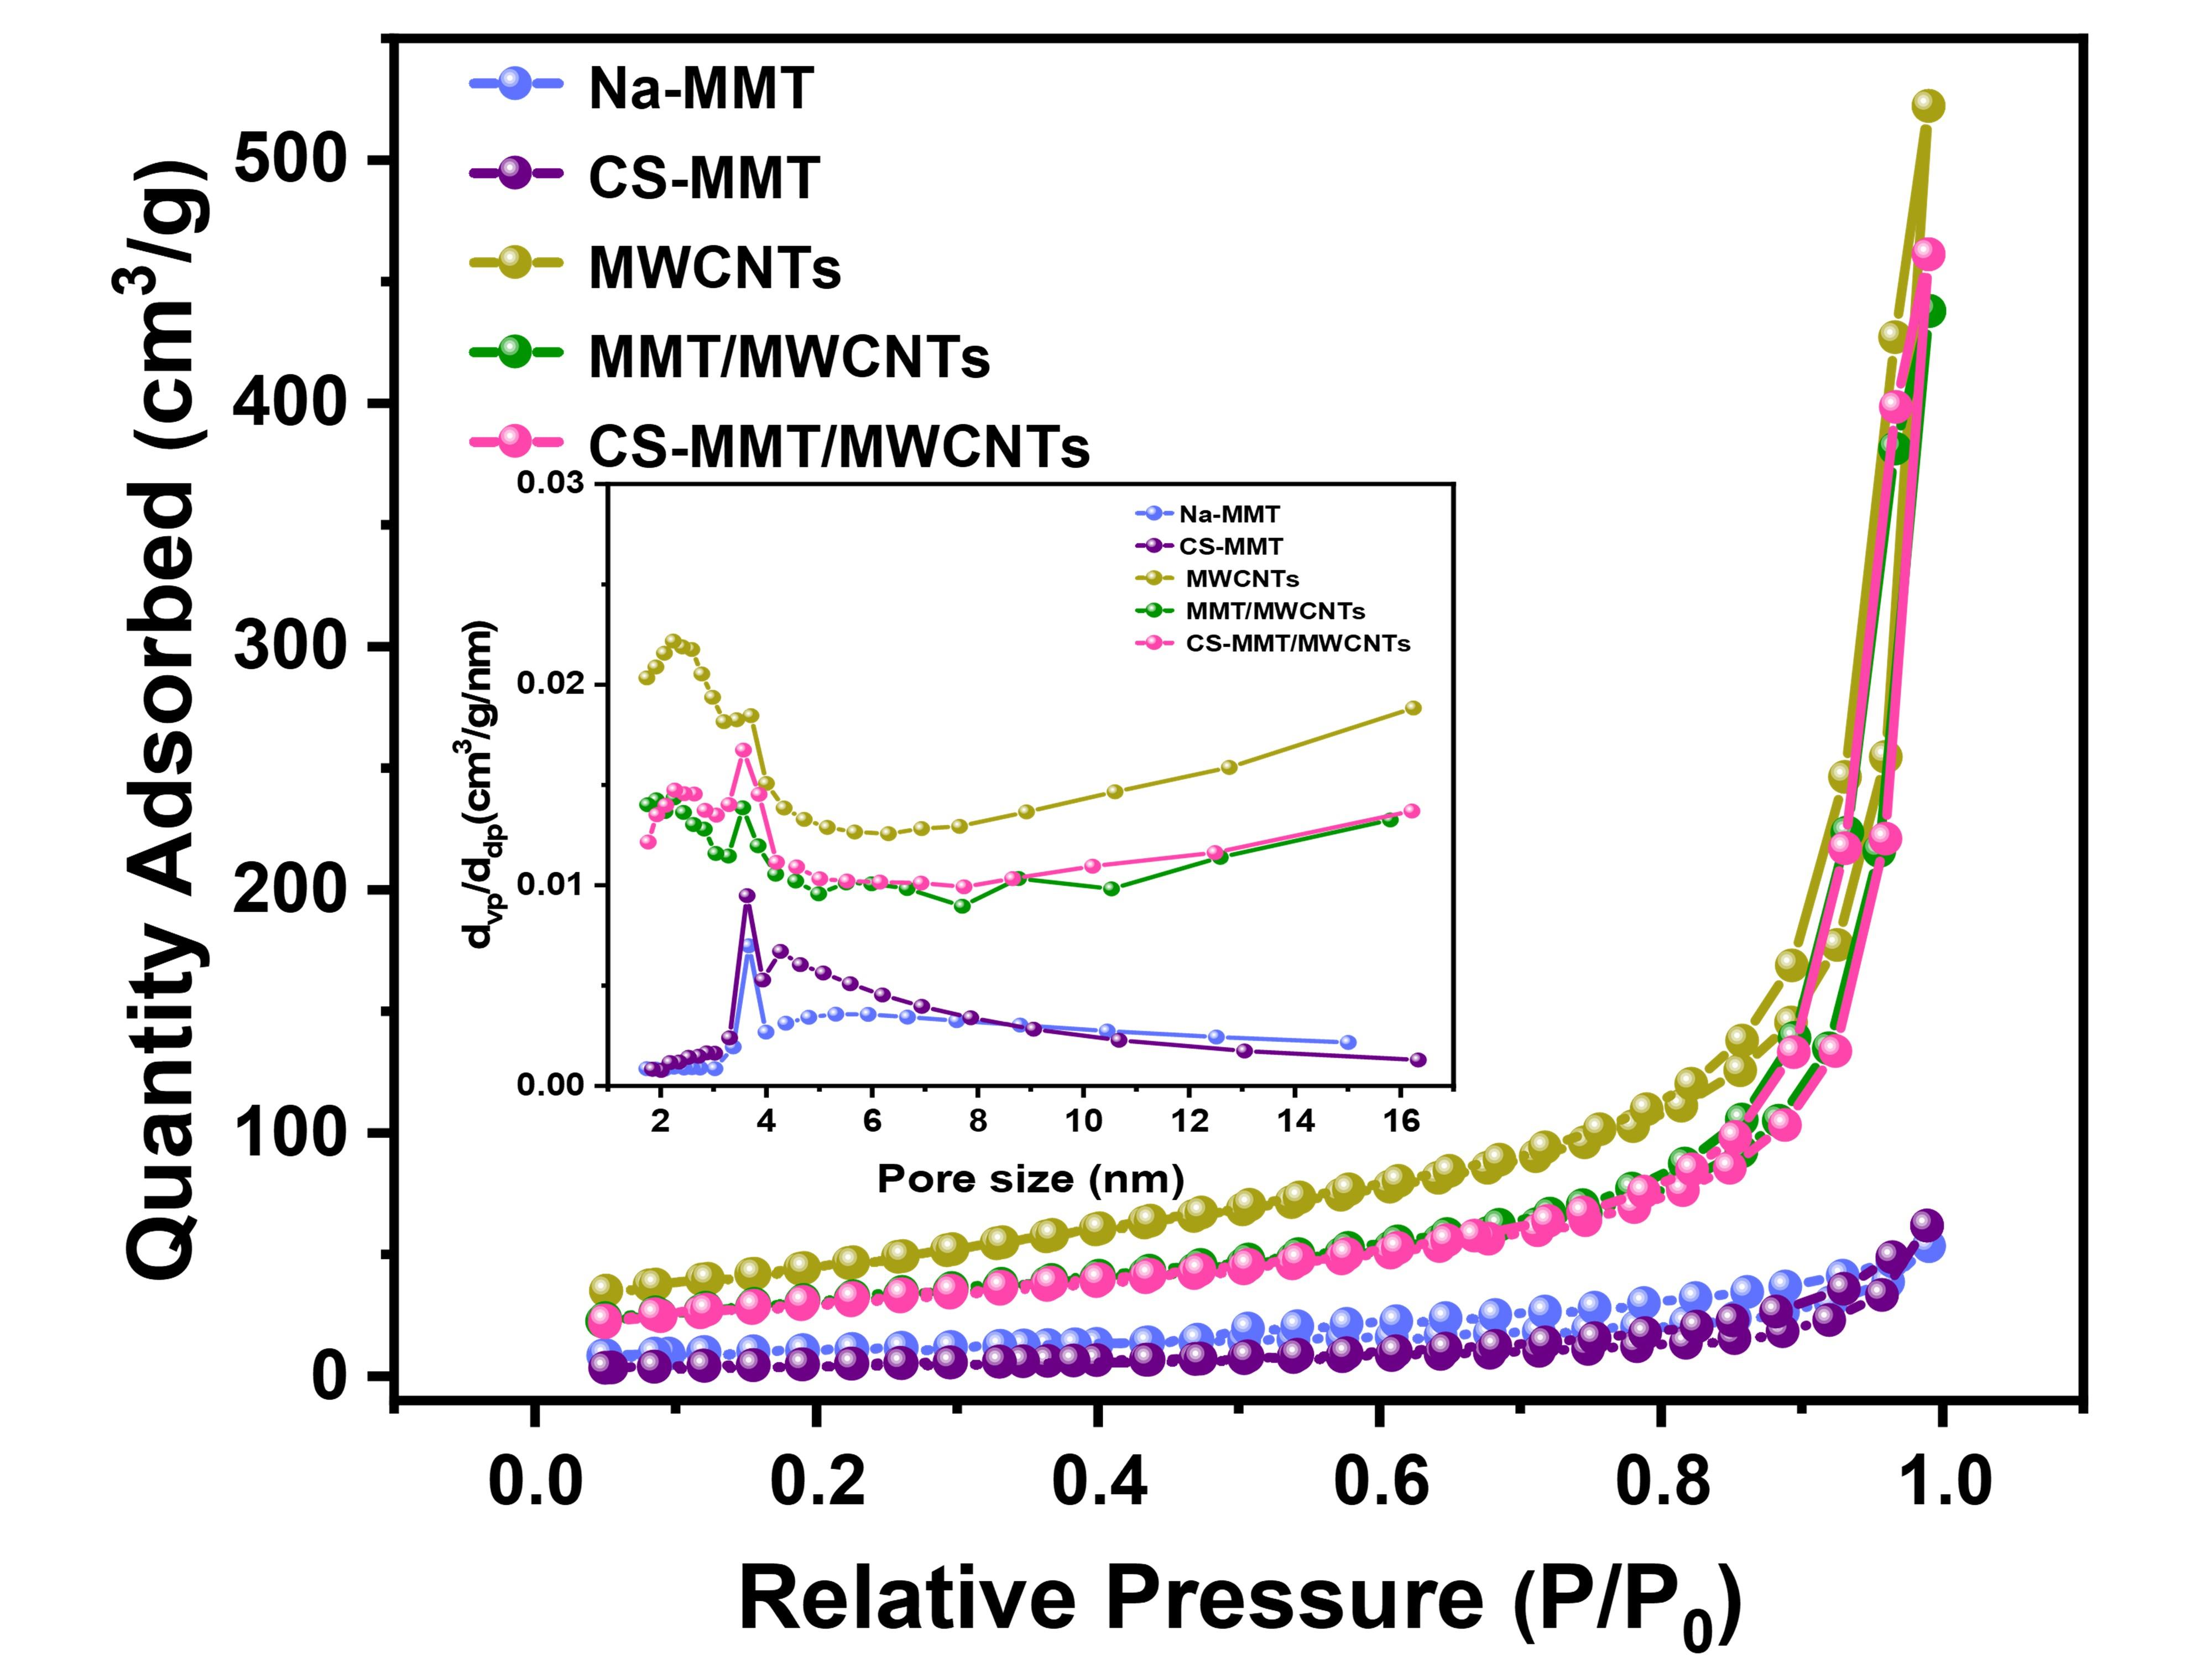 Na-MMT
CS-MMT
MWCNTs
MMT/MWCNTs
CS-MMT/MWCNTs
Quantity Adsorbed (cm³/g)
500
400
300
200
100
0
0.03
0.02
0.01
0.00
d_vp/d_dp(cm³/g/nm)
Na-MMT
CS-MMT
MWCNTs
MMT/MWCNTs
CS-MMT/MWCNTs
2 4 6 8 10 12 14 16
Pore size (nm)
0.0 0.2 0.4 0.6 0.8 1.0
Relative Pressure (P/P₀)